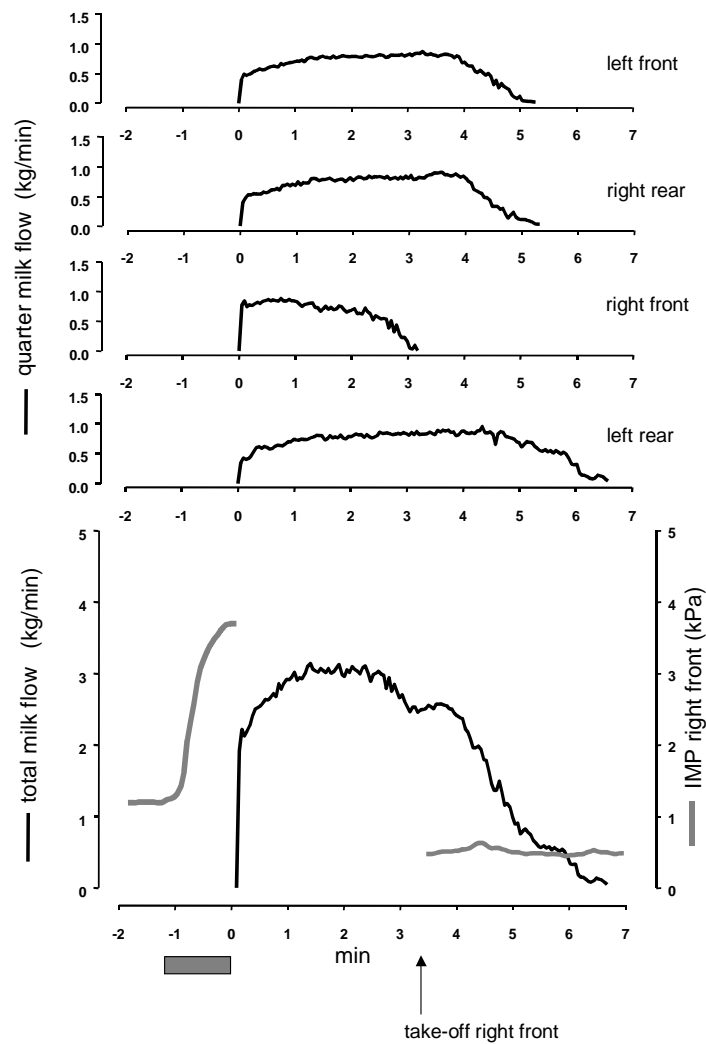 1.5
1.0
0.5
0.0
left front
-2 -1 0 1 2 3 4 5 6 7
1.5
1.0
0.5
0.0
right rear
-2 -1 0 1 2 3 4 5 6 7
1.5
1.0
0.5
0.0
right front
-2 -1 0 1 2 3 4 5 6 7
1.5
1.0
0.5
0.0
left rear
-2 -1 0 1 2 3 4 5 6 7
quarter milk flow (kg/min)
5
4
3
2
1
0
total milk flow (kg/min)
5
4
3
2
1
0
IMP right front (kPa)
-2 -1 0 1 2 3 4 5 6 7
min
take-off right front